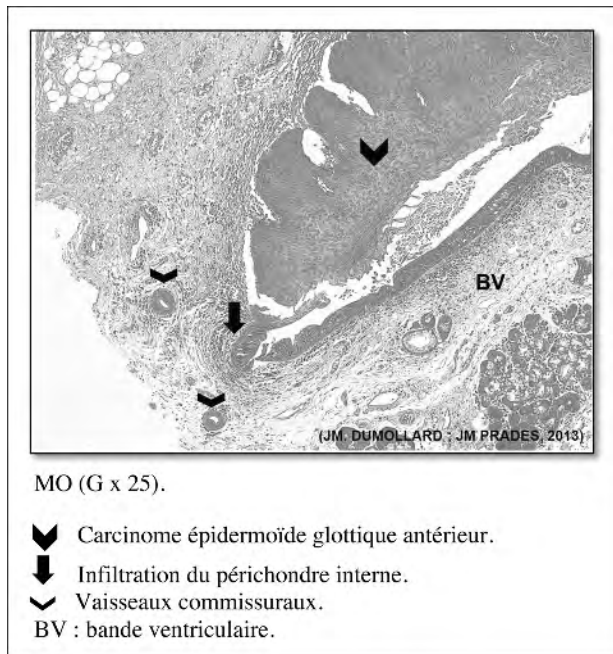 BV
(JM. DUMOLLARD ; JM PRADES, 2013)
MO (G x 25).
Carcinome épidermoïde glottique antérieur.
Infiltration du périchondre interne.
Vaisseaux commissuraux.
BV : bande ventriculaire.